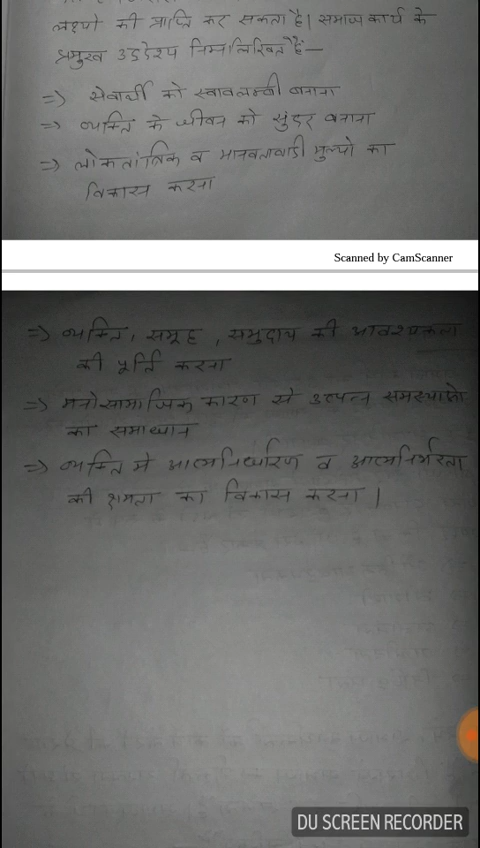 लक्ष्यो की प्राप्ति कर सकता है। समाज कार्य के
प्रमुख उद्देश्य निम्नलिखित हैं—
=> सेवार्थी को स्वावलम्बी बनाना
=> व्यक्ति के जीवन को सुंदर बनाना
=> लोकतांत्रिक व मानवतावादी मुल्यो का
विकास करना
Scanned by CamScanner
=> व्यक्ति, समूह, समुदाय की आवश्यकता
की पूर्ति करना
=> मनोसामाजिक कारण से उत्पन्न समस्याओ
का समाधान
=> व्यक्ति मे आत्मनिर्धारण व आत्मनिर्भरता
की क्षमता का विकास करना।
DU SCREEN RECORDER